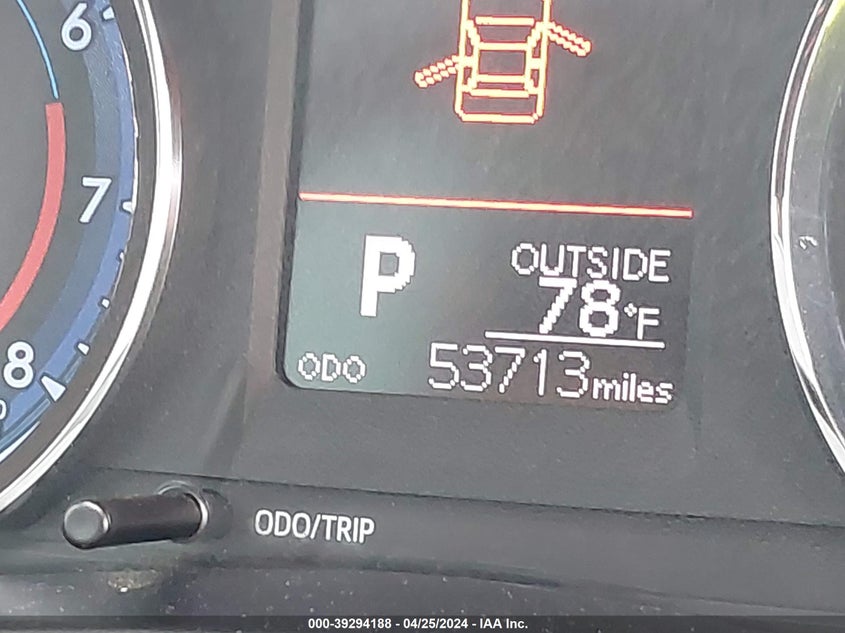 6
7
8
P
OUTSIDE
78°F
ODO 53713 miles
ODO/TRIP
000-39294188 - 04/25/2024 - IAA Inc.